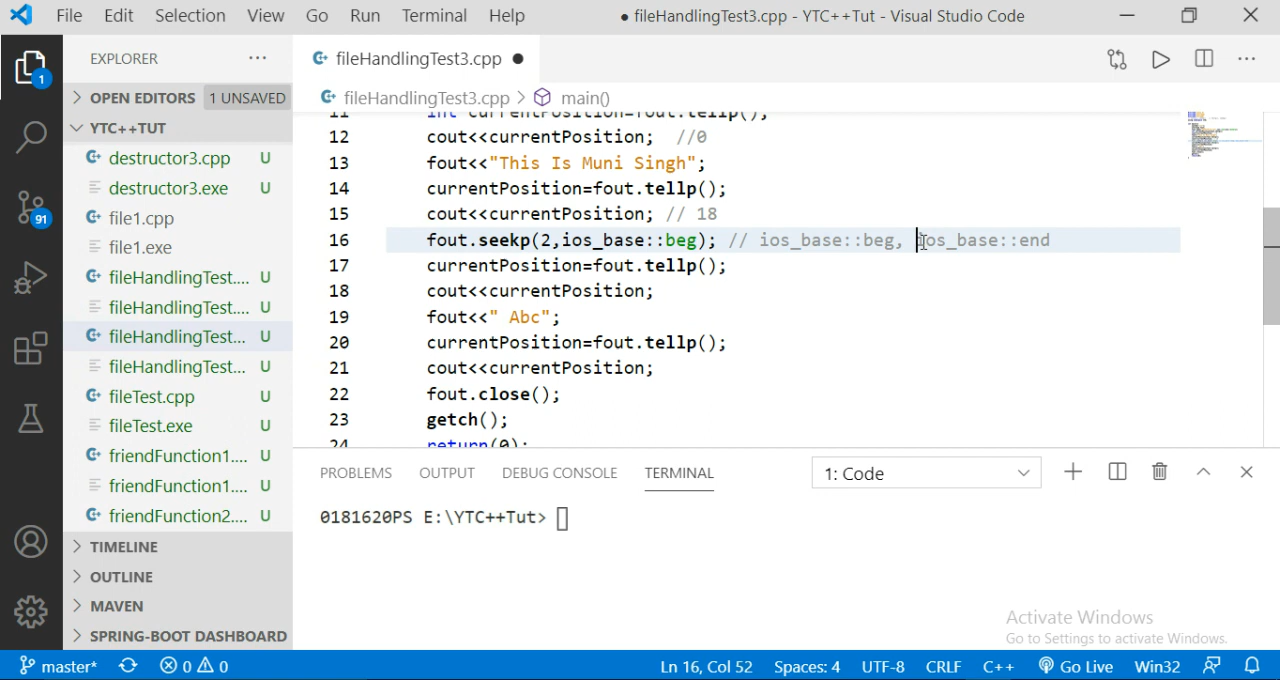 File Edit Selection View Go Run Terminal Help ● fileHandlingTest3.cpp - YTC++Tut - Visual Studio Code
EXPLORER ···
fileHandlingTest3.cpp ●
OPEN EDITORS 1 UNSAVED
fileHandlingTest3.cpp > main()
YTC++TUT
destructor3.cpp U
destructor3.exe U
file1.cpp
file1.exe
fileHandlingTest.... U
fileHandlingTest.... U
fileHandlingTest... U
fileHandlingTest... U
fileTest.cpp U
fileTest.exe U
friendFunction1.... U
friendFunction1.... U
friendFunction2.... U
TIMELINE
OUTLINE
MAVEN
SPRING-BOOT DASHBOARD
1
91
11 int currentPosition=fout.tellp();
12 cout<<currentPosition; //0
13 fout<<"This Is Muni Singh";
14 currentPosition=fout.tellp();
15 cout<<currentPosition; // 18
16 fout.seekp(2,ios_base::beg); // ios_base::beg, ios_base::end
17 currentPosition=fout.tellp();
18 cout<<currentPosition;
19 fout<<" Abc";
20 currentPosition=fout.tellp();
21 cout<<currentPosition;
22 fout.close();
23 getch();
24 return(0);
PROBLEMS OUTPUT DEBUG CONSOLE TERMINAL 1: Code
0181620PS E:\YTC++Tut>
Activate Windows
Go to Settings to activate Windows.
master* 0 0 Ln 16, Col 52 Spaces: 4 UTF-8 CRLF C++ Go Live Win32